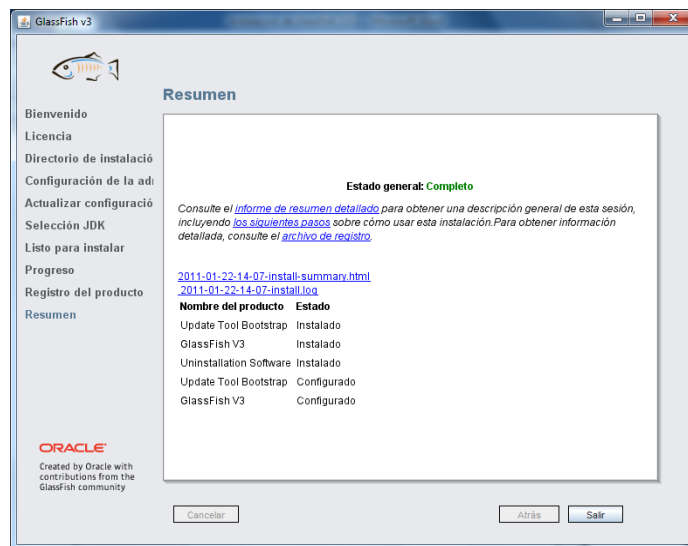 GlassFish v3
Resumen
Bienvenido
Licencia
Directorio de instalació
Configuración de la adi
Actualizar configuració
Selección JDK
Listo para instalar
Progreso
Registro del producto
Resumen
Estado general: Completo
Consulte el informe de resumen detallado para obtener una descripción general de esta sesión,
incluyendo los siguientes pasos sobre cómo usar esta instalación.Para obtener información
detallada, consulte el archivo de registro.
2011-01-22-14-07-install-summary.html
2011-01-22-14-07-install.log
Nombre del producto Estado
Update Tool Bootstrap Instalado
GlassFish V3 Instalado
Uninstallation Software Instalado
Update Tool Bootstrap Configurado
GlassFish V3 Configurado
ORACLE
Created by Oracle with
contributions from the
GlassFish community
Cancelar Atrás Salir